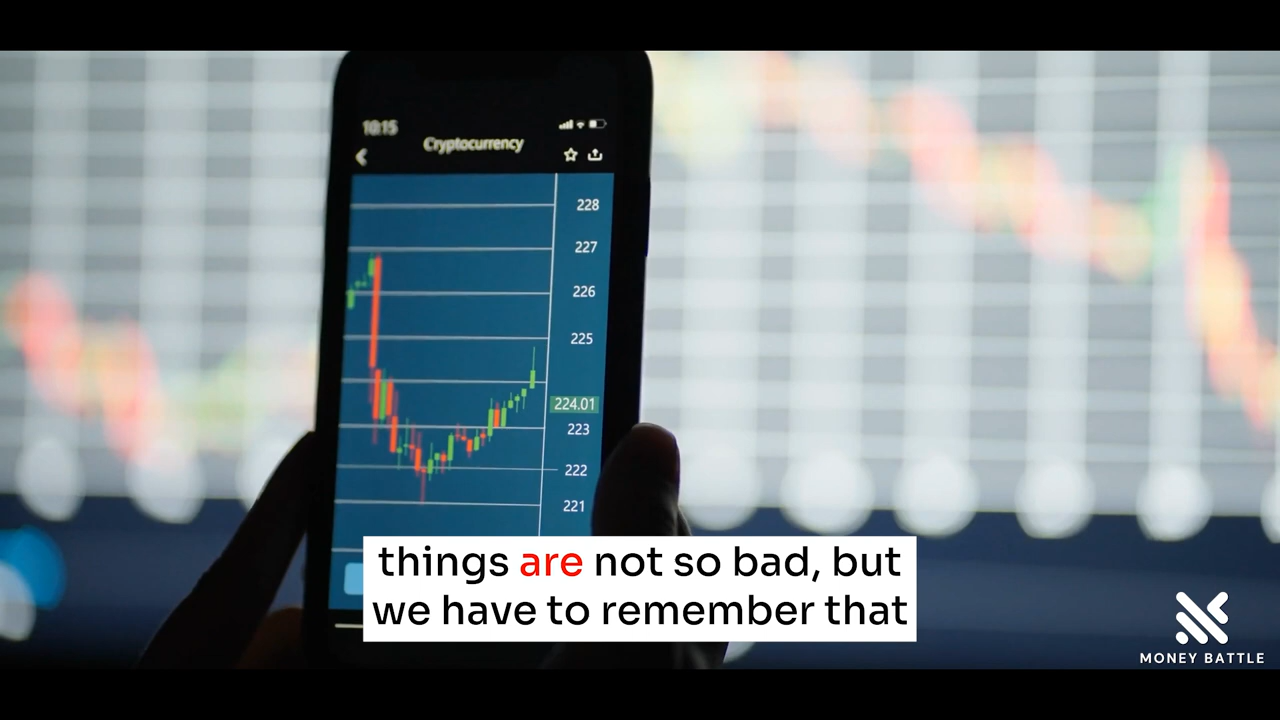 10:15
Cryptocurrency
228
227
226
225
224.01
223
222
221
things are not so bad, but
we have to remember that
MONEY BATTLE